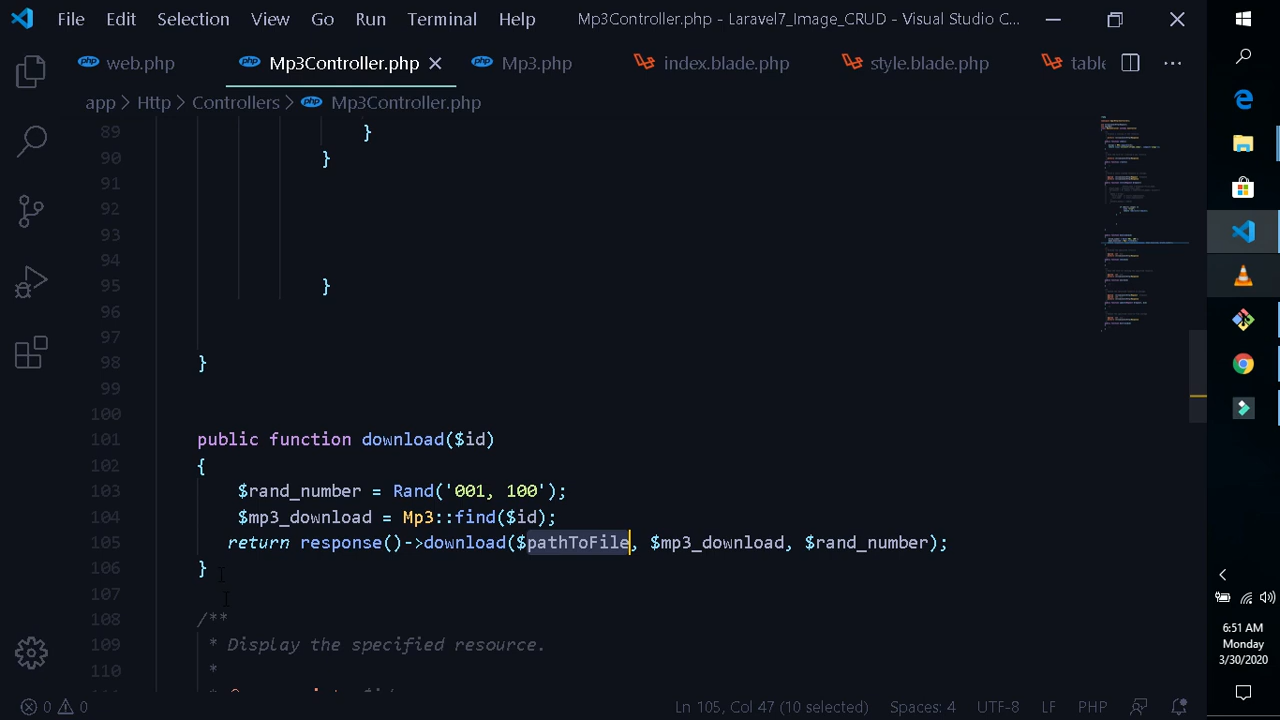 File Edit Selection View Go Run Terminal Help Mp3Controller.php - Laravel7_Image_CRUD - Visual Studio C...
web.php Mp3Controller.php Mp3.php index.blade.php style.blade.php table
app > Http > Controllers > Mp3Controller.php
89 }
90 }
91
92
93
94
95 }
96
97
98 }
99
100
101 public function download($id)
102 {
103 $rand_number = Rand('001, 100');
104 $mp3_download = Mp3::find($id);
105 return response()->download($pathToFile, $mp3_download, $rand_number);
106 }
107
108 /**
109 * Display the specified resource.
110 *
6:51 AM
Monday
3/30/2020
0 0 Ln 105, Col 47 (10 selected) Spaces: 4 UTF-8 LF PHP